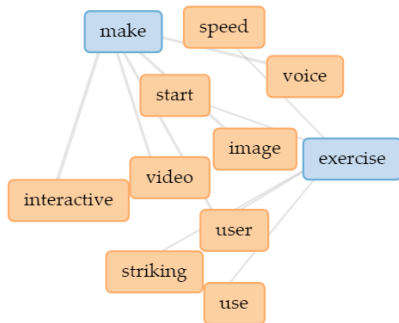 speed
make
voice
start
image
exercise
video
interactive
user
striking
use